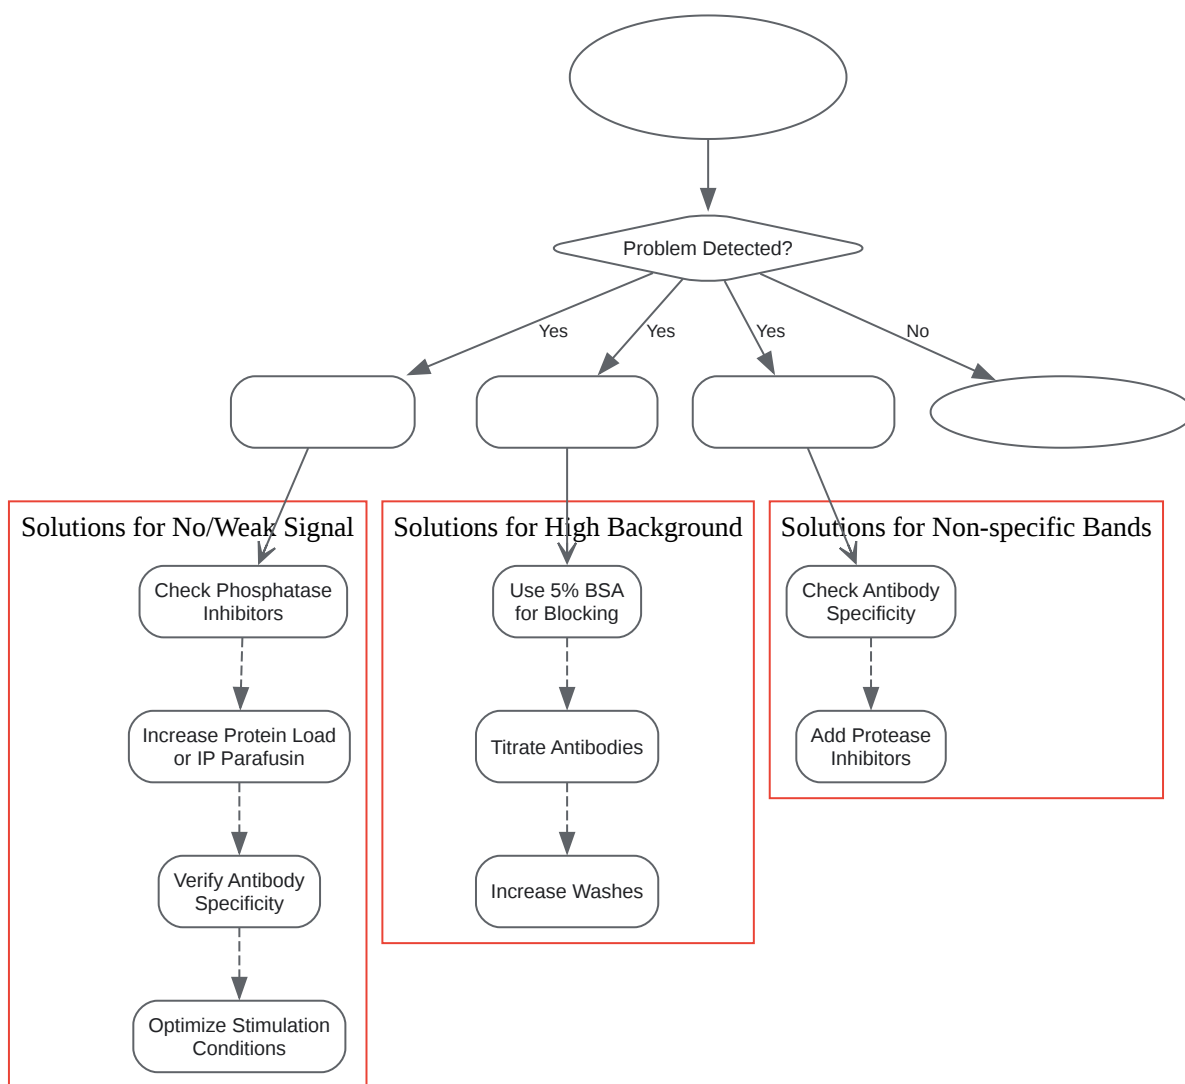 Problem Detected?
Yes
Yes
Yes
No
Solutions for No/Weak Signal
Solutions for High Background
Solutions for Non-specific Bands
Check Phosphatase
Inhibitors
Use 5% BSA
for Blocking
Check Antibody
Specificity
Increase Protein Load
or IP Parafusin
Titrate Antibodies
Add Protease
Inhibitors
Verify Antibody
Specificity
Increase Washes
Optimize Stimulation
Conditions